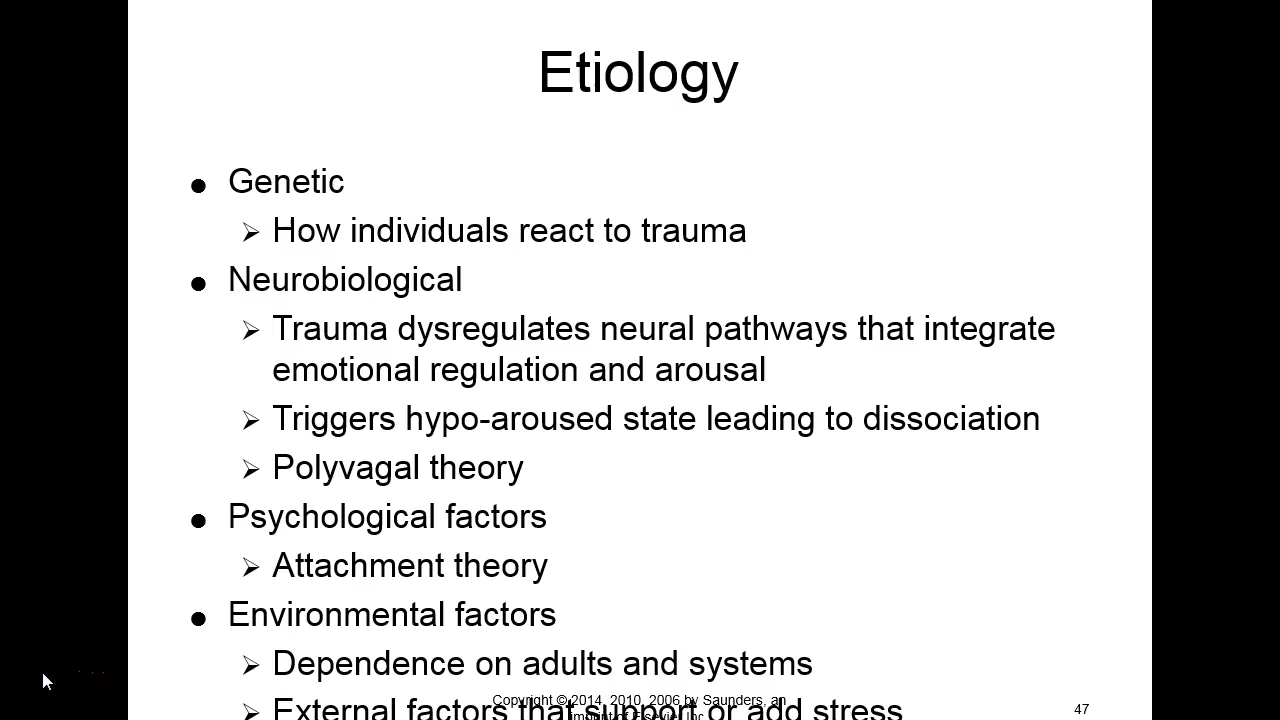 Etiology
● Genetic
➢ How individuals react to trauma
● Neurobiological
➢ Trauma dysregulates neural pathways that integrate
emotional regulation and arousal
➢ Triggers hypo-aroused state leading to dissociation
➢ Polyvagal theory
● Psychological factors
➢ Attachment theory
● Environmental factors
➢ Dependence on adults and systems
➢ External factors that support or add stress
Copyright © 2014, 2010, 2006 by Saunders, an
imprint of Elsevier Inc.
47